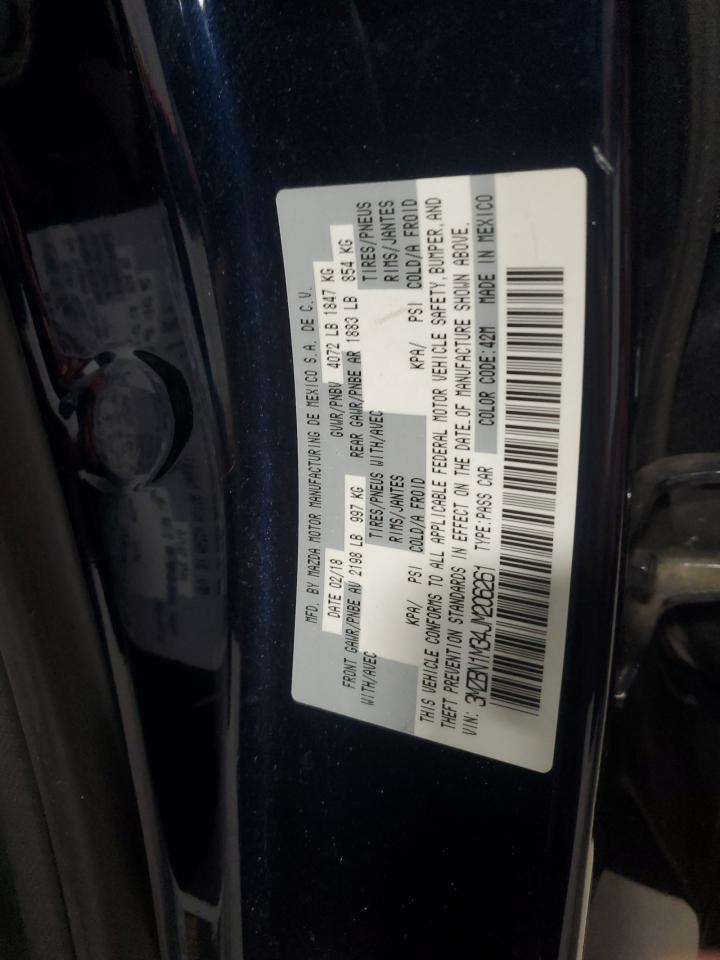 MFD. BY MAZDA MOTOR MANUFACTURING DE MEXICO S.A. DE C.V.
DATE 02/18 GVWR/PNBV 4072 LB 1847 KG
FRONT GAWR/PNBE AV 2198 LB 997 KG REAR GAWR/PNBE AR 1883 LB 854 KG
WITH/AVEC TIRES/PNEUS WITH/AVEC TIRES/PNEUS
RIMS/JANTES RIMS/JANTES
KPA/ PSI COLD/A FROID KPA/ PSI COLD/A FROID
THIS VEHICLE CONFORMS TO ALL APPLICABLE FEDERAL MOTOR VEHICLE SAFETY, BUMPER, AND
THEFT PREVENTION STANDARDS IN EFFECT ON THE DATE OF MANUFACTURE SHOWN ABOVE.
VIN: 3MZBN1M34JM206261 TYPE:PASS CAR COLOR CODE:42M MADE IN MEXICO